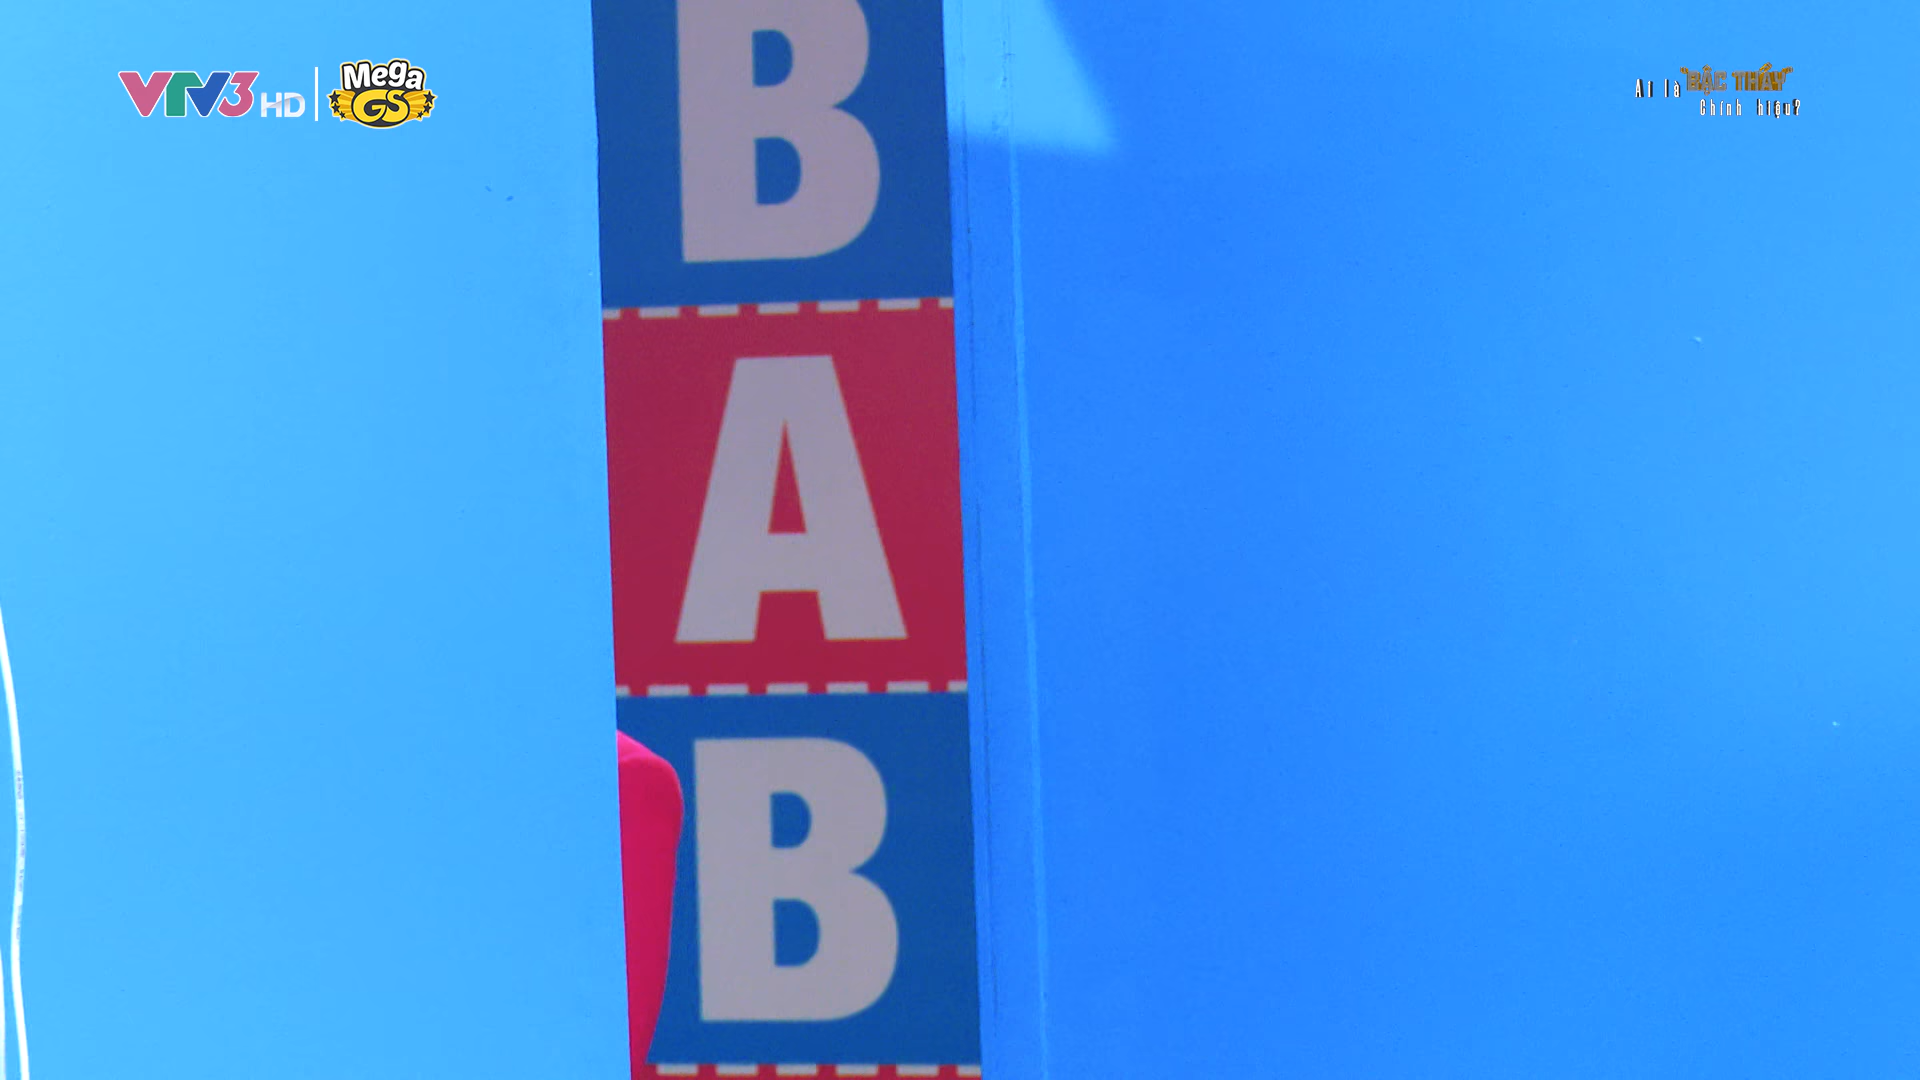 VTV3 HD
Mega
GS
Ai là BẬC THẦY
Chính hiệu?
B
A
B